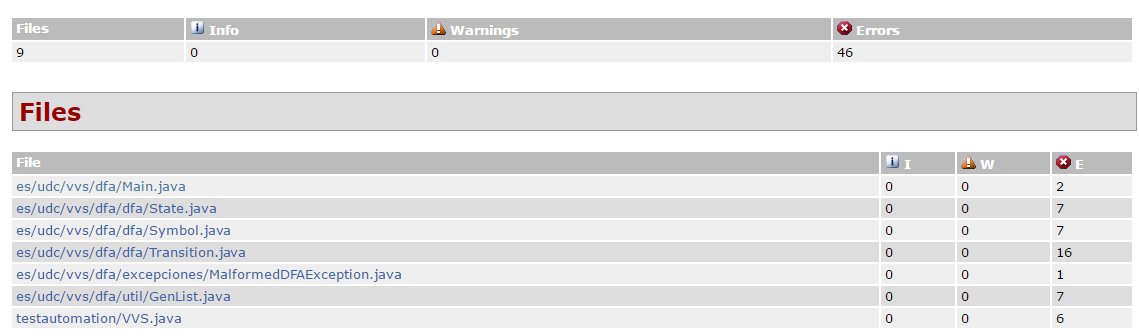 Files Info Warnings Errors
9 0 0 46
Files
File I W E
es/udc/vvs/dfa/Main.java 0 0 2
es/udc/vvs/dfa/dfa/State.java 0 0 7
es/udc/vvs/dfa/dfa/Symbol.java 0 0 7
es/udc/vvs/dfa/dfa/Transition.java 0 0 16
es/udc/vvs/dfa/excepciones/MalformedDFAException.java 0 0 1
es/udc/vvs/dfa/util/GenList.java 0 0 7
testautomation/VVS.java 0 0 6